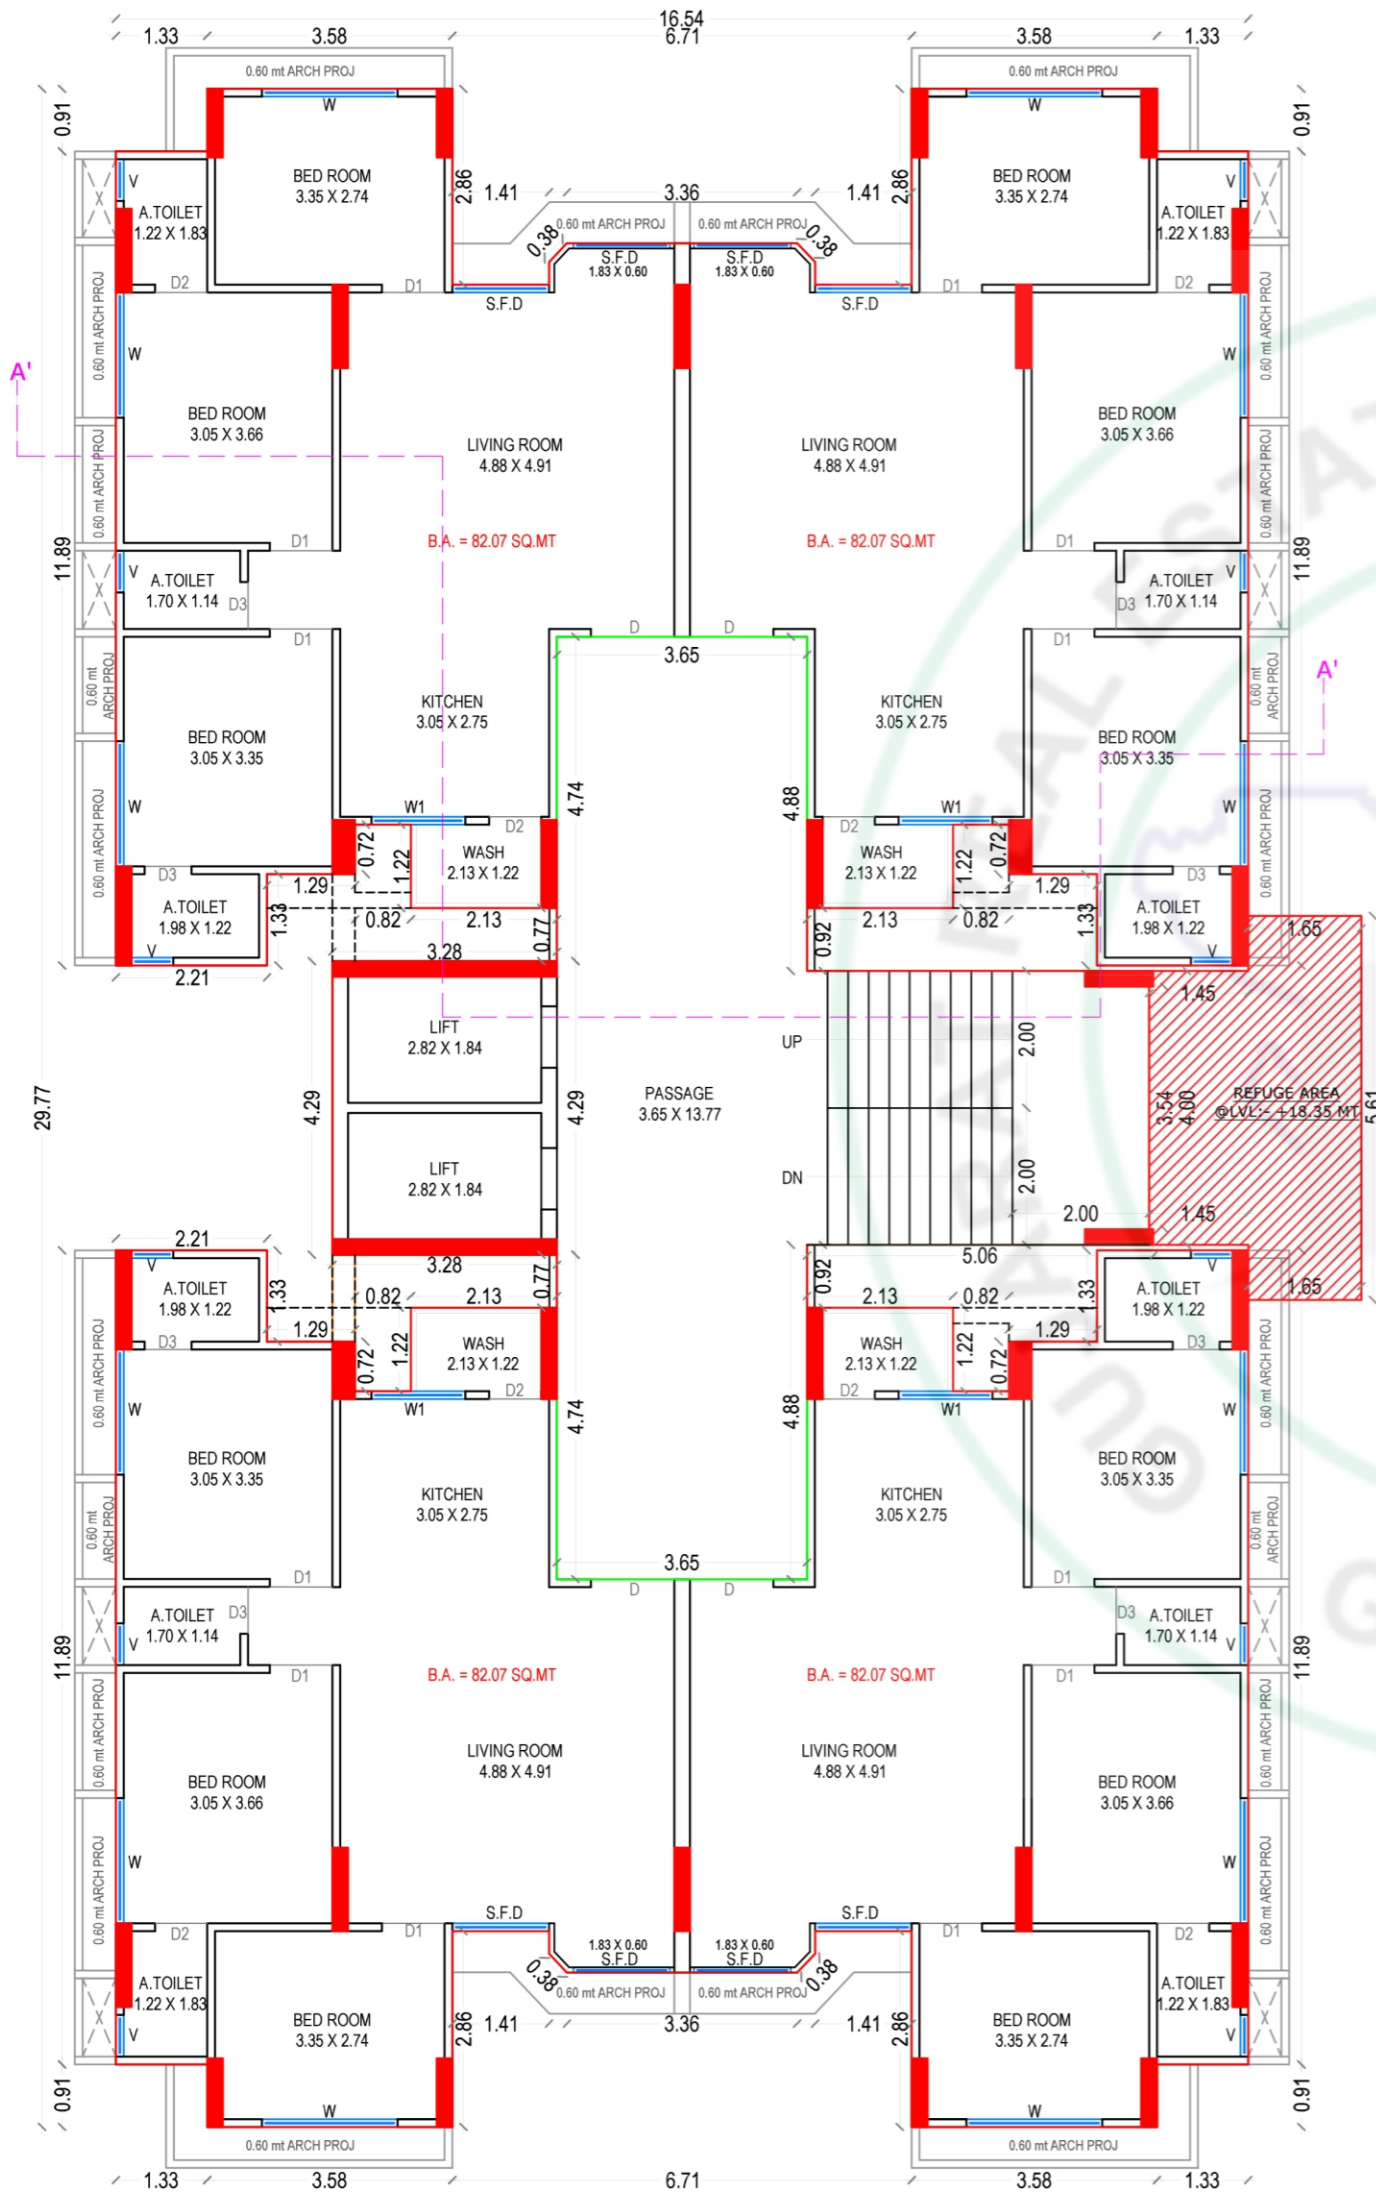 16.54
1.33 3.58 6.71 3.58 1.33
0.60 mt ARCH PROJ 0.60 mt ARCH PROJ
0.91 W W 0.91
BED ROOM BED ROOM
3.35 X 2.74 3.35 X 2.74
V V
2.86 1.41 3.36 1.41 2.86
A.TOILET A.TOILET
1.22 X 1.83 1.22 X 1.83
0.60 mt ARCH PROJ 0.60 mt ARCH PROJ
0.38 0.38
S.F.D S.F.D
1.83 X 0.60 1.83 X 0.60
D2 D1 D1 D2
S.F.D S.F.D
0.60 mt ARCH PROJ W W 0.60 mt ARCH PROJ
A'
BED ROOM BED ROOM
3.05 X 3.66 3.05 X 3.66
LIVING ROOM LIVING ROOM
4.88 X 4.91 4.88 X 4.91
0.60 mt ARCH PROJ 0.60 mt ARCH PROJ
D1 B.A. = 82.07 SQ.MT B.A. = 82.07 SQ.MT D1
11.89 11.89
V V
A.TOILET A.TOILET
1.70 X 1.14 1.70 X 1.14
D3 D3
D1 D D D1
3.65
0.60 mt ARCH PROJ 0.60 mt ARCH PROJ
A'
KITCHEN KITCHEN
3.05 X 2.75 3.05 X 2.75
BED ROOM BED ROOM
3.05 X 3.35 3.05 X 3.35
4.74 4.88
W W1 D2 D2 W1 W
0.60 mt ARCH PROJ 0.60 mt ARCH PROJ
0.72 1.22 1.22 0.72
WASH WASH
2.13 X 1.22 2.13 X 1.22
D3 1.29 1.29 D3
A.TOILET A.TOILET
1.98 X 1.22 1.98 X 1.22
1.33 0.82 2.13 2.13 0.82 1.33
V 3.28 0.77 0.92 V 1.65
2.21 1.45
LIFT
2.82 X 1.84
UP 2.00
29.77 4.29 4.29
PASSAGE
3.65 X 13.77
3.54 4.00
REFUGE AREA
@LVL:- +18.35 MT
5.61
LIFT
2.82 X 1.84
DN 2.00
2.00 1.45
2.21 5.06
V 3.28 0.77 0.92 V 1.65
A.TOILET A.TOILET
1.98 X 1.22 1.98 X 1.22
1.33 0.82 2.13 2.13 0.82 1.33
D3 1.29 1.29 D3
0.72 1.22 1.22 0.72
WASH WASH
2.13 X 1.22 2.13 X 1.22
0.60 mt ARCH PROJ 0.60 mt ARCH PROJ
W W1 D2 D2 W1 W
4.74 4.88
BED ROOM BED ROOM
3.05 X 3.35 3.05 X 3.35
KITCHEN KITCHEN
3.05 X 2.75 3.05 X 2.75
0.60 mt ARCH PROJ 0.60 mt ARCH PROJ
3.65
D1 D D D1
D3 D3
A.TOILET A.TOILET
1.70 X 1.14 1.70 X 1.14
V V
11.89 11.89
D1 B.A. = 82.07 SQ.MT B.A. = 82.07 SQ.MT D1
0.60 mt ARCH PROJ 0.60 mt ARCH PROJ
LIVING ROOM LIVING ROOM
4.88 X 4.91 4.88 X 4.91
BED ROOM BED ROOM
3.05 X 3.66 3.05 X 3.66
0.60 mt ARCH PROJ W W 0.60 mt ARCH PROJ
S.F.D S.F.D
D2 D1 D1 D2
1.83 X 0.60 1.83 X 0.60
S.F.D S.F.D
0.38 0.38
A.TOILET A.TOILET
1.22 X 1.83 1.22 X 1.83
0.60 mt ARCH PROJ 0.60 mt ARCH PROJ
BED ROOM BED ROOM
3.35 X 2.74 3.35 X 2.74
2.86 1.41 3.36 1.41 2.86
V V
0.91 W W 0.91
0.60 mt ARCH PROJ 0.60 mt ARCH PROJ
1.33 3.58 6.71 3.58 1.33
GUJARAT REAL ESTAT
G